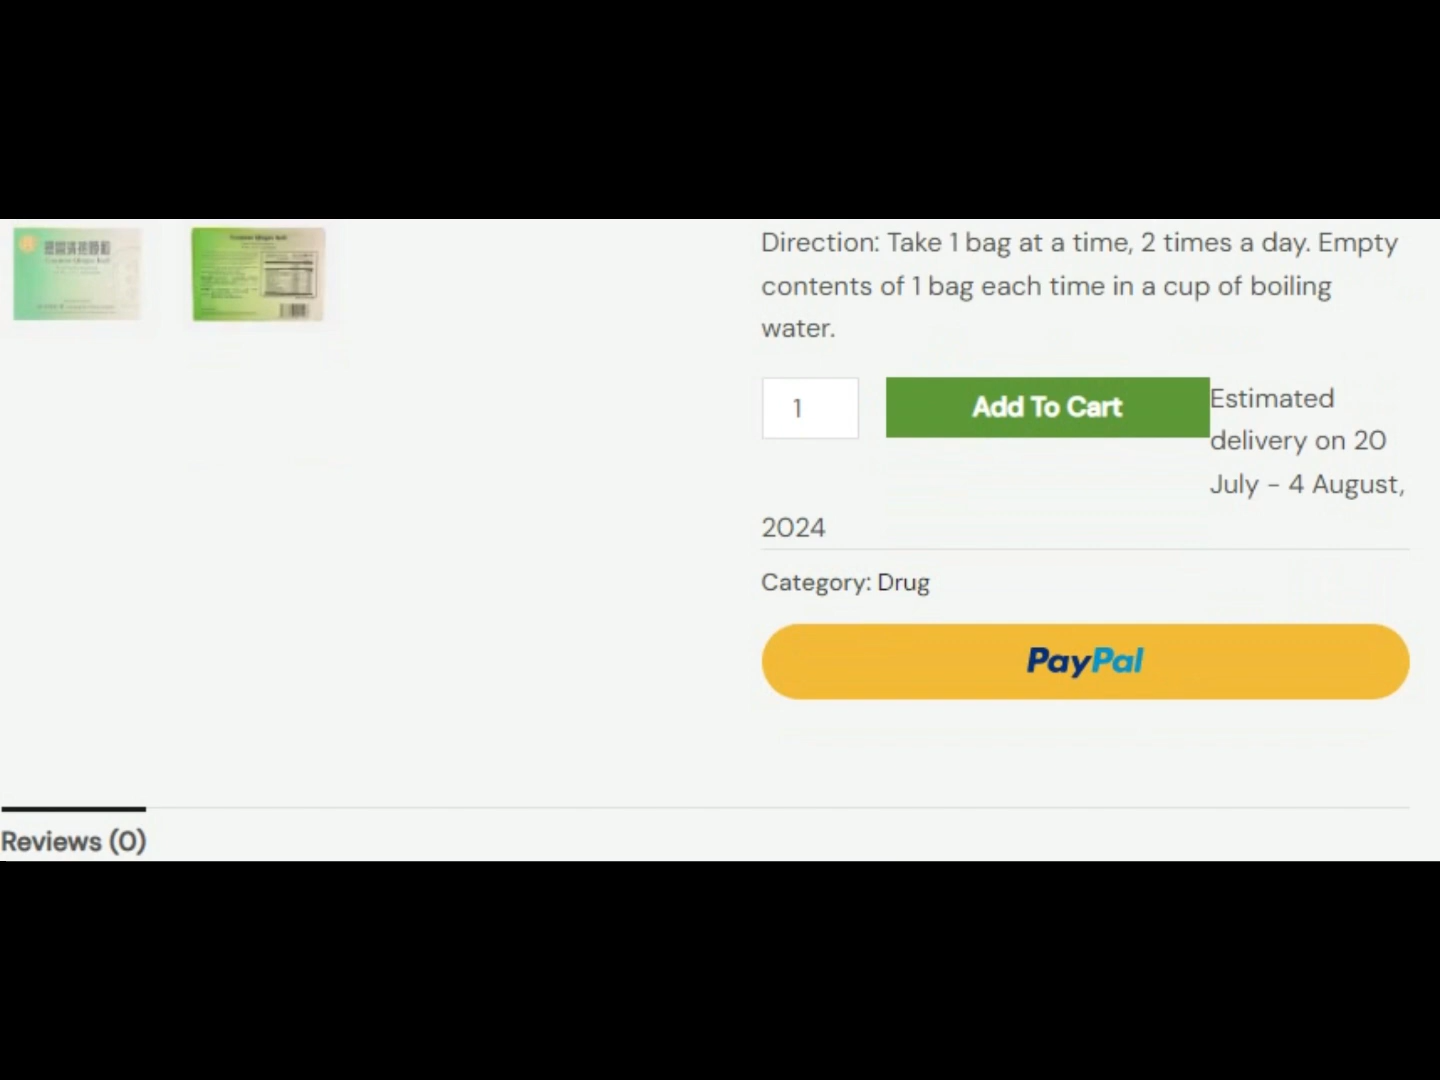 Direction: Take 1 bag at a time, 2 times a day. Empty
contents of 1 bag each time in a cup of boiling
water.
1
Add To Cart
Estimated
delivery on 20
July - 4 August,
2024
Category: Drug
PayPal
Reviews (0)